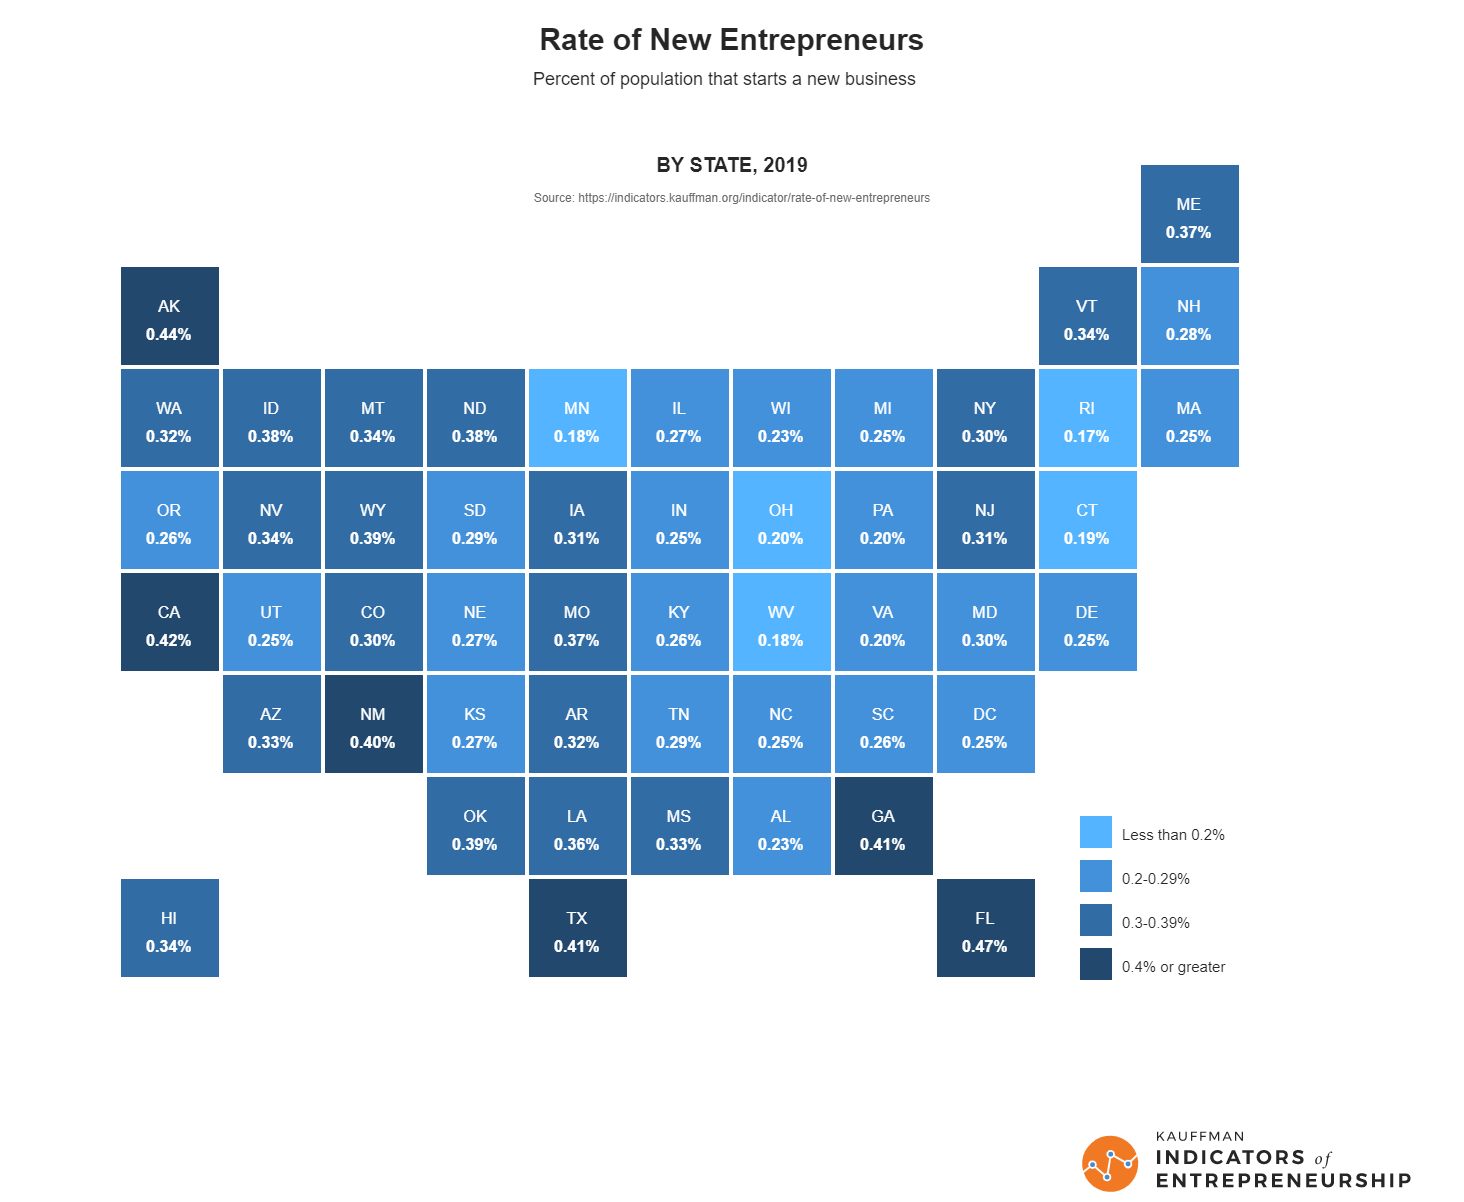 Rate of New Entrepreneurs
Percent of population that starts a new business
BY STATE, 2019
Source: https://indicators.kauffman.org/indicator/rate-of-new-entrepreneurs
ME
0.37%
AK
0.44%
VT
0.34%
NH
0.28%
WA
0.32%
ID
0.38%
MT
0.34%
ND
0.38%
MN
0.18%
IL
0.27%
WI
0.23%
MI
0.25%
NY
0.30%
RI
0.17%
MA
0.25%
OR
0.26%
NV
0.34%
WY
0.39%
SD
0.29%
IA
0.31%
IN
0.25%
OH
0.20%
PA
0.20%
NJ
0.31%
CT
0.19%
CA
0.42%
UT
0.25%
CO
0.30%
NE
0.27%
MO
0.37%
KY
0.26%
WV
0.18%
VA
0.20%
MD
0.30%
DE
0.25%
AZ
0.33%
NM
0.40%
KS
0.27%
AR
0.32%
TN
0.29%
NC
0.25%
SC
0.26%
DC
0.25%
OK
0.39%
LA
0.36%
MS
0.33%
AL
0.23%
GA
0.41%
HI
0.34%
TX
0.41%
FL
0.47%
Less than 0.2%
0.2-0.29%
0.3-0.39%
0.4% or greater
KAUFFMAN
INDICATORS of
ENTREPRENEURSHIP